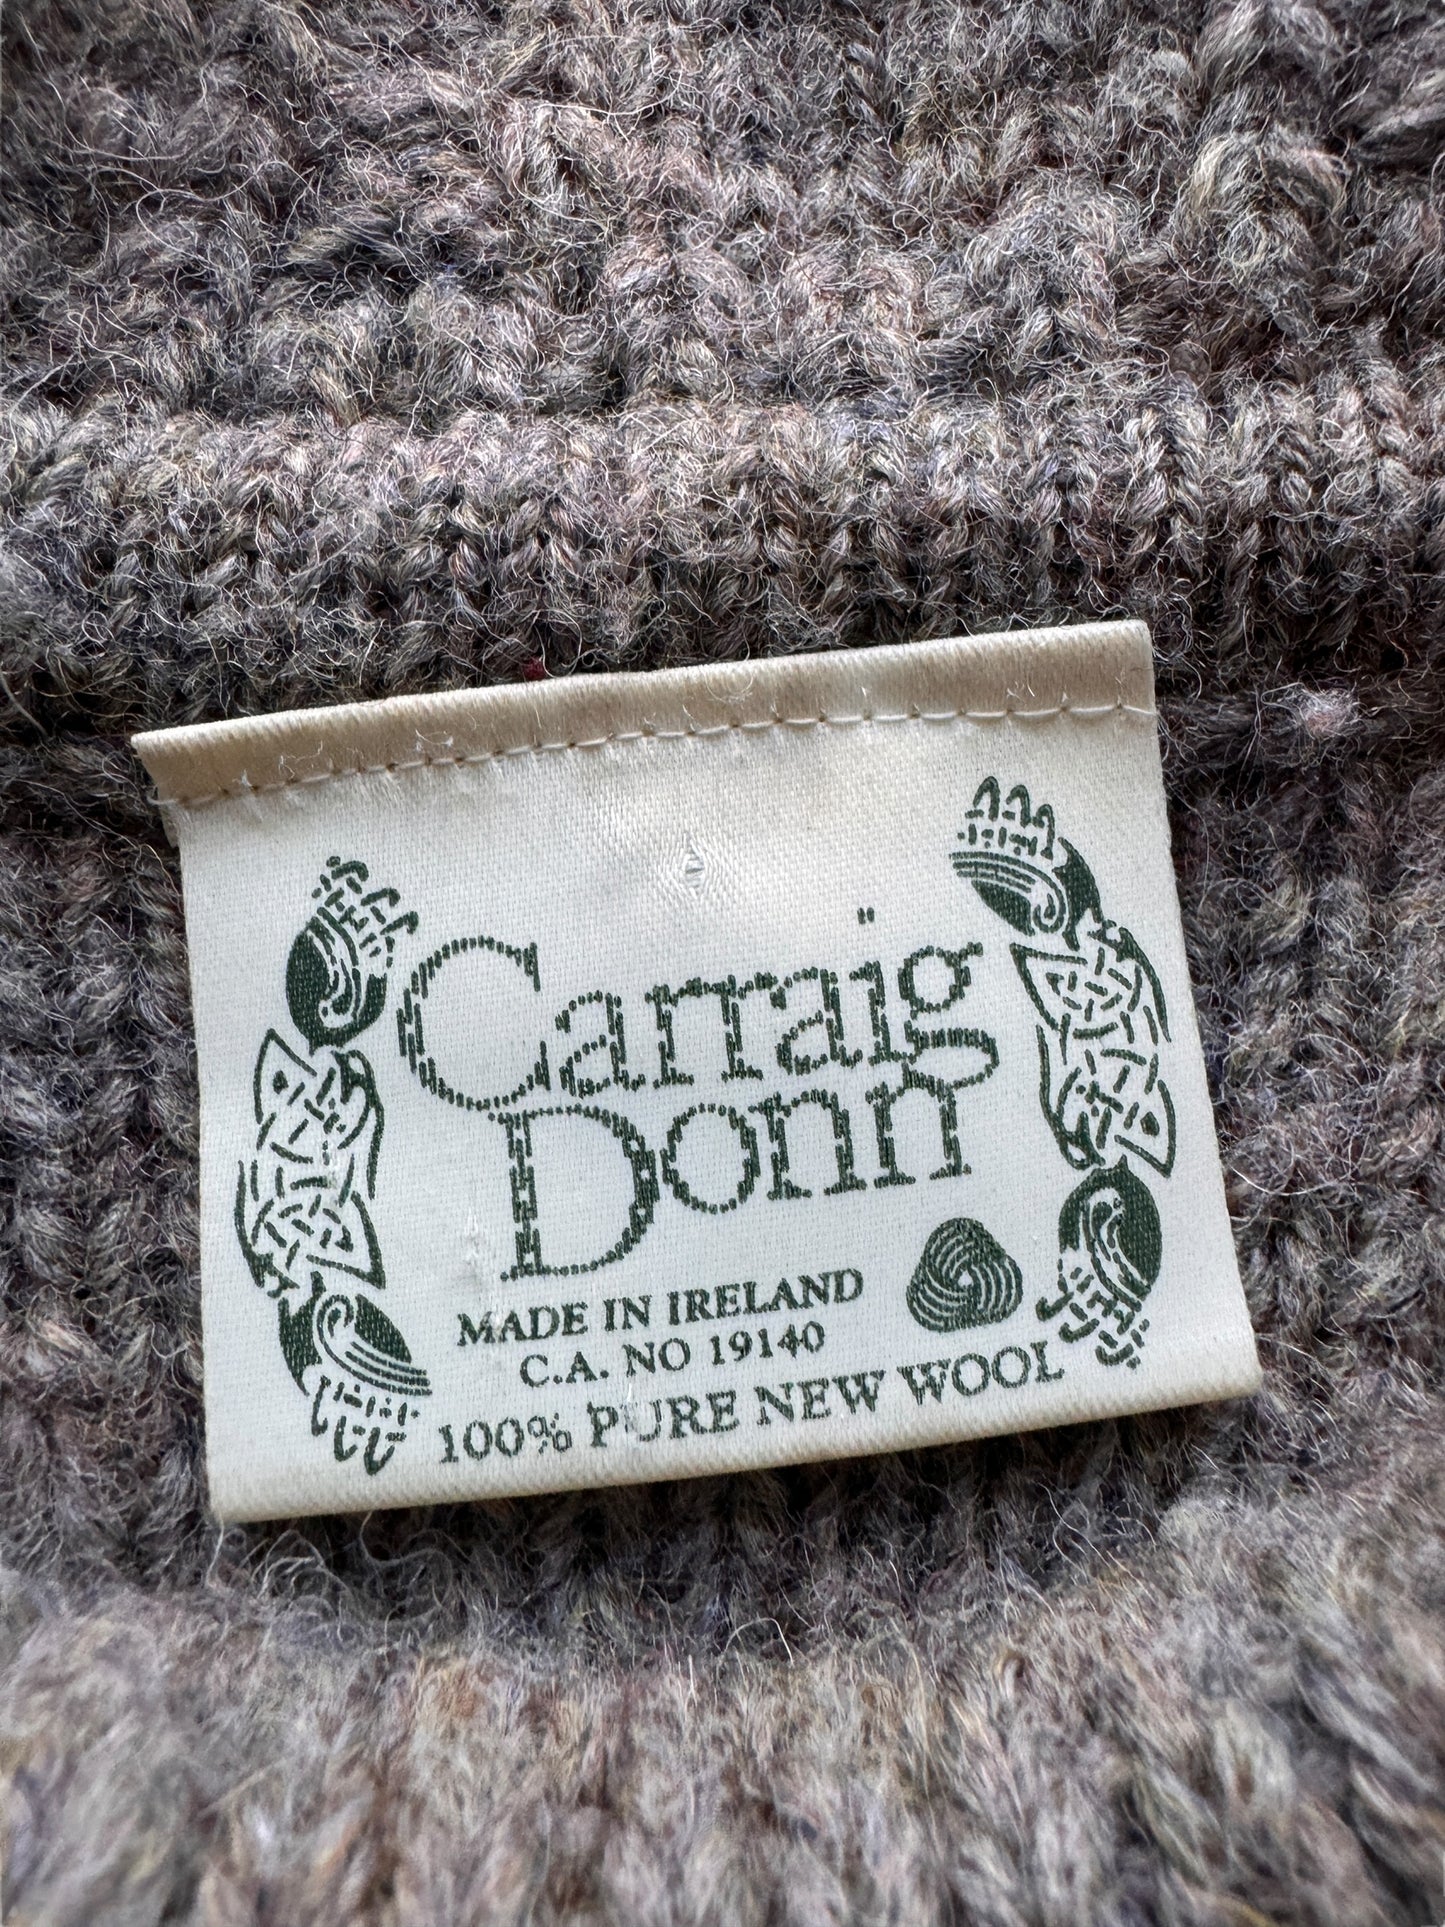 Carraig
Donn
MADE IN IRELAND
C.A. NO 19140
100% PURE NEW WOOL